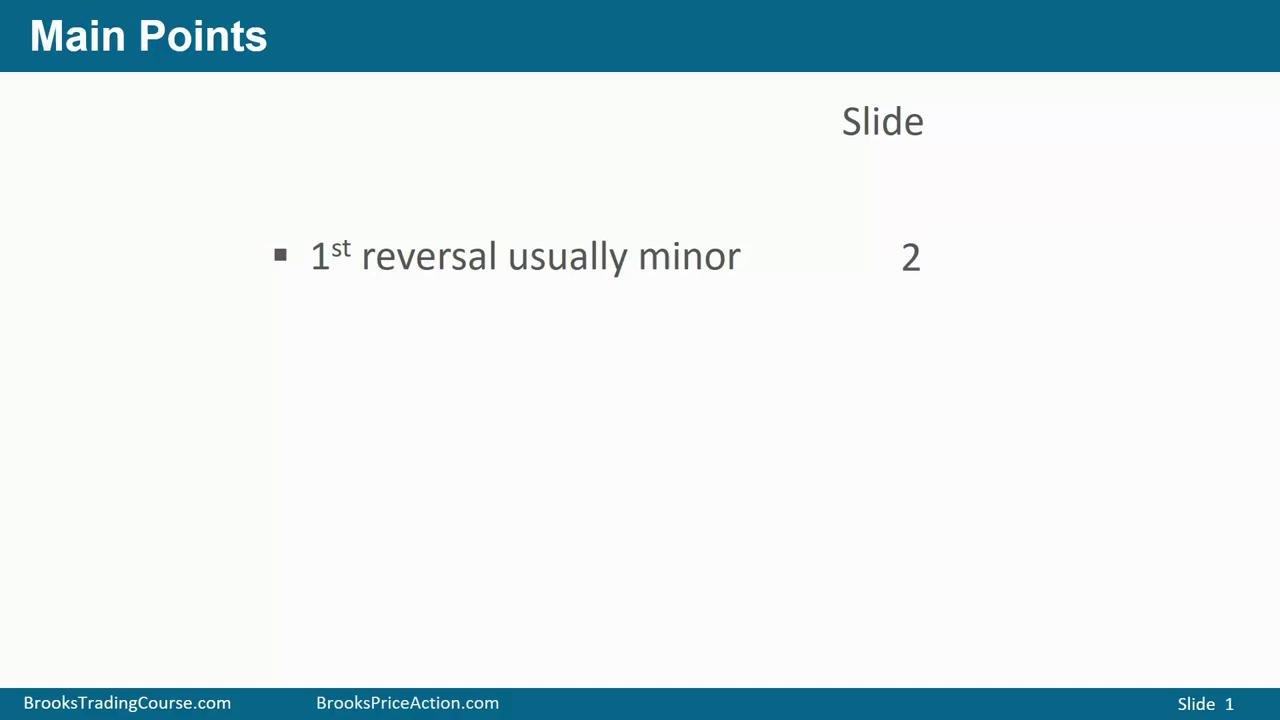 Main Points
Slide
▪ 1st reversal usually minor 2
BrooksTradingCourse.com BrooksPriceAction.com Slide 1